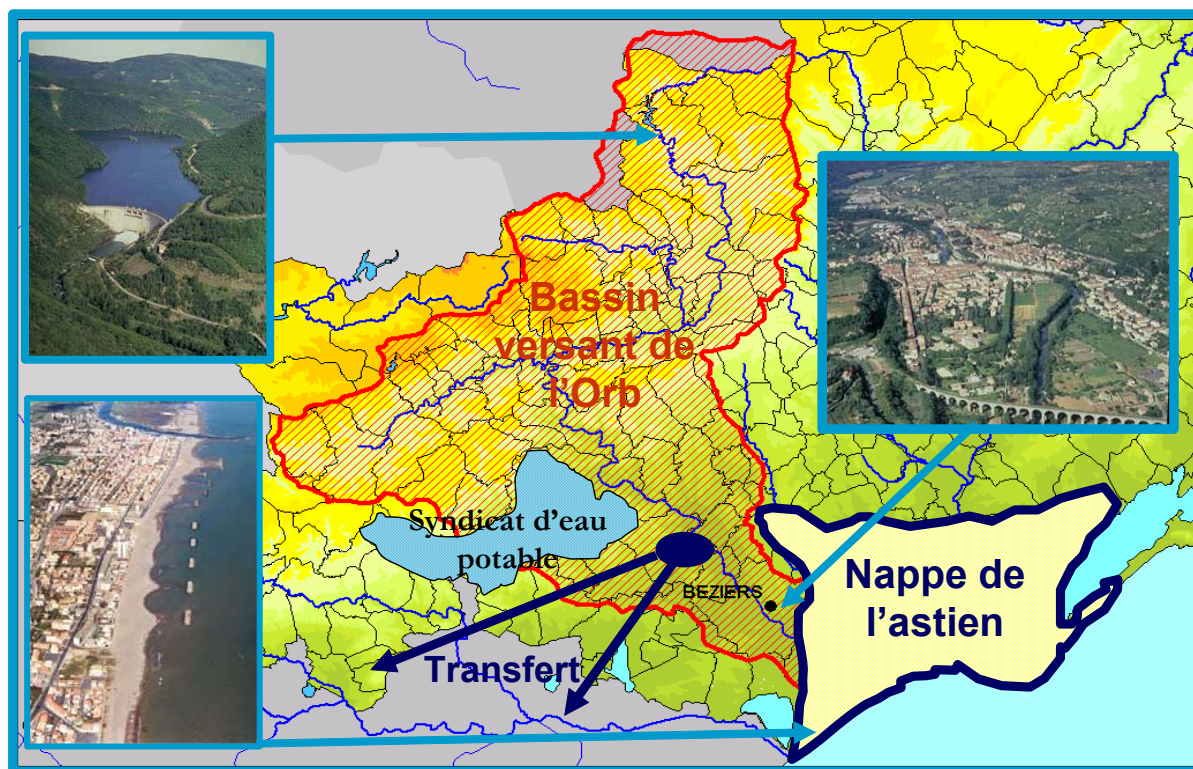 Bassin
versant de
l'Orb
Syndicat d'eau
potable
BEZIERS
Nappe de
l'astien
Transfert